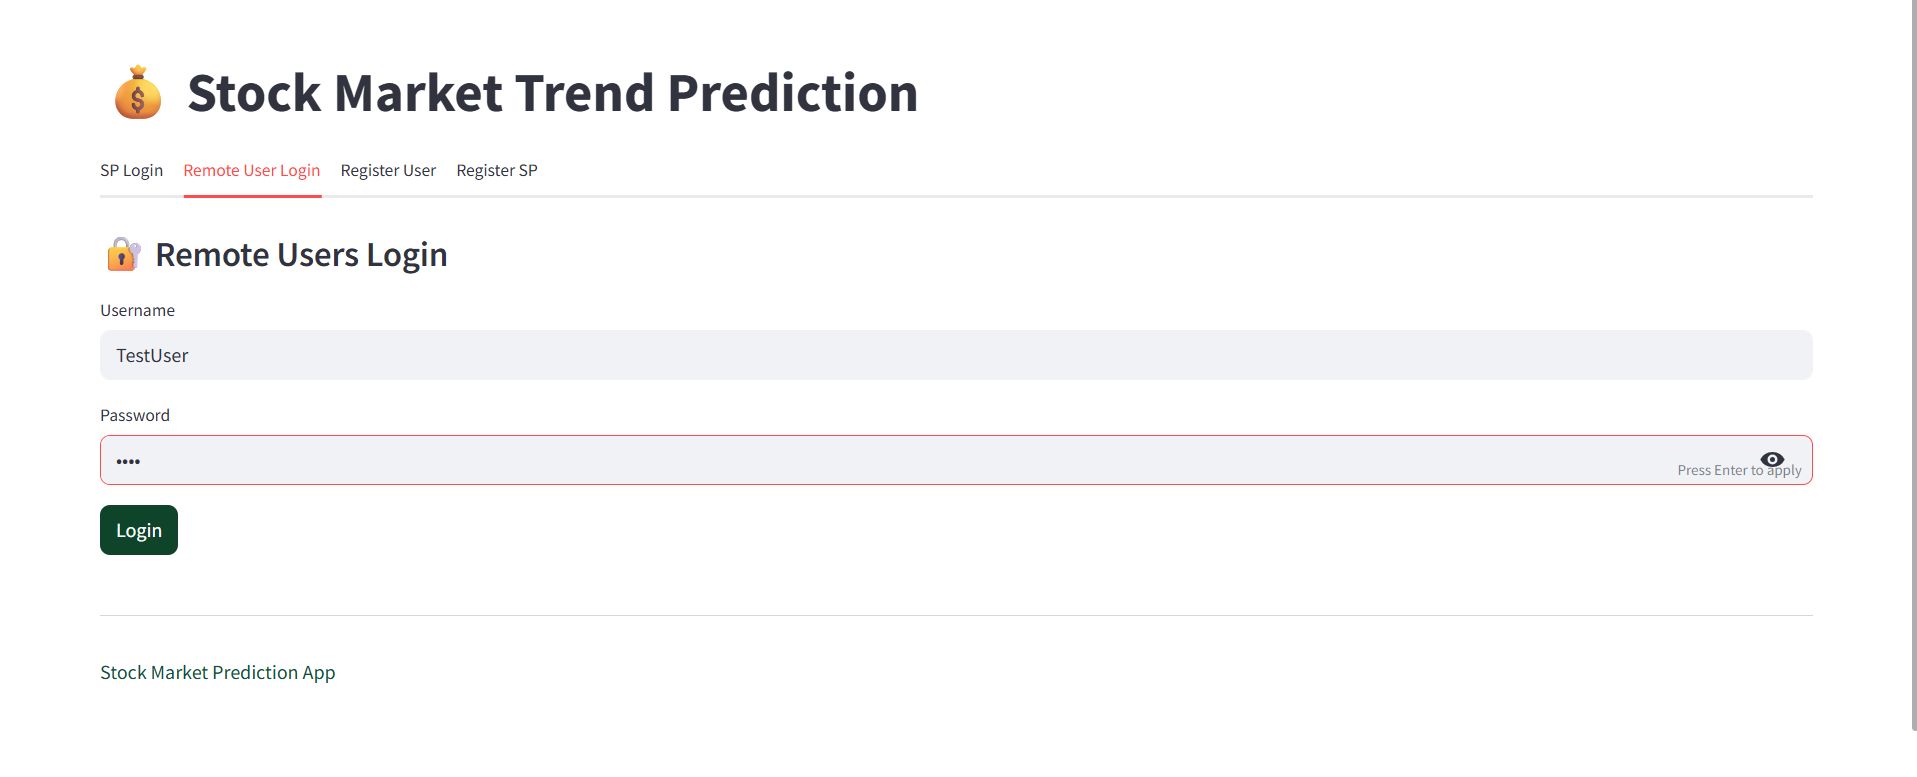 Stock Market Trend Prediction
SP Login Remote User Login Register User Register SP
Remote Users Login
Username
TestUser
Password
••••
Press Enter to apply
Login
Stock Market Prediction App